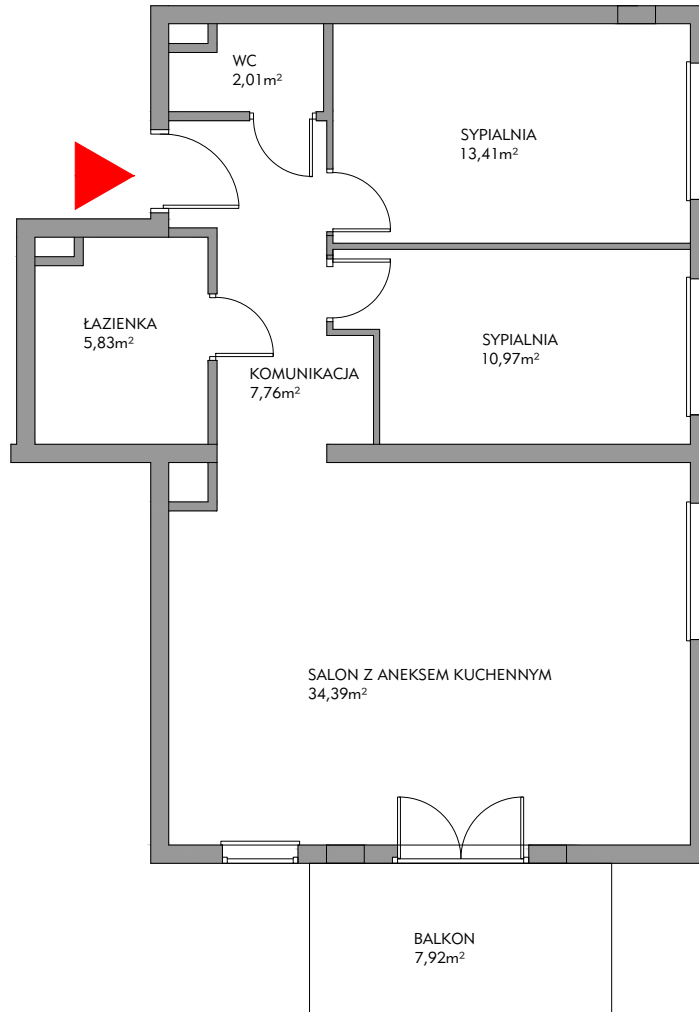 WC
2,01m²
SYPIALNIA
13,41m²
ŁAZIENKA
5,83m²
SYPIALNIA
10,97m²
KOMUNIKACJA
7,76m²
SALON Z ANEKSEM KUCHENNYM
34,39m²
BALKON
7,92m²